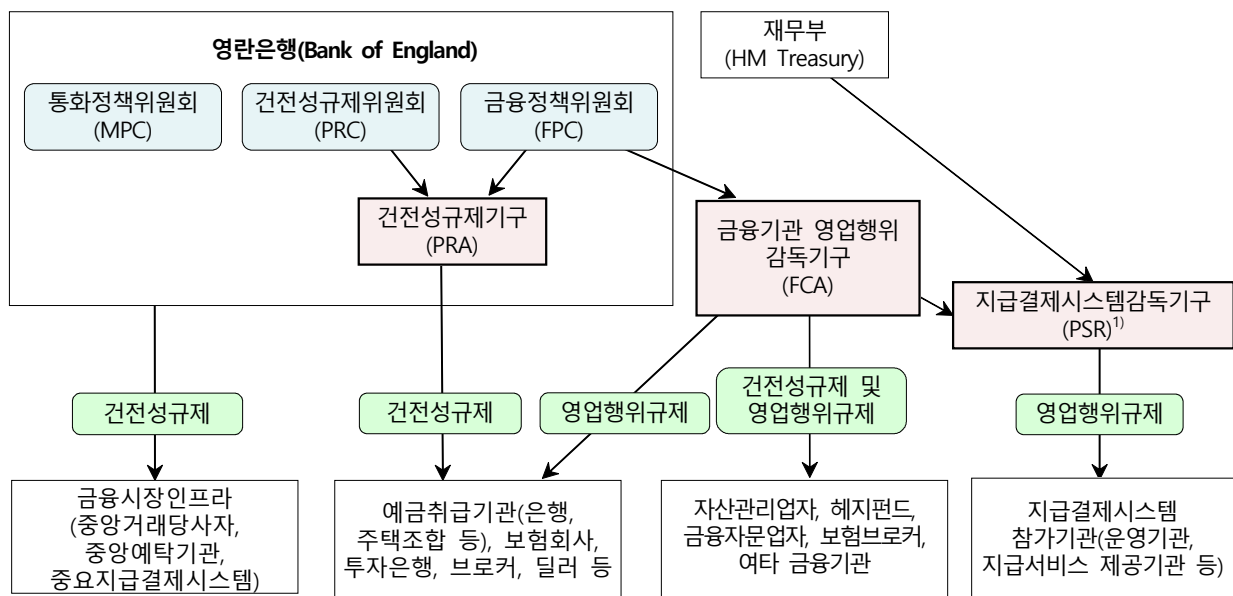 영란은행(Bank of England)
재무부
(HM Treasury)
통화정책위원회
(MPC)
건전성규제위원회
(PRC)
금융정책위원회
(FPC)
건전성규제기구
(PRA)
금융기관 영업행위
감독기구
(FCA)
지급결제시스템감독기구
(PSR)1)
건전성규제
건전성규제
영업행위규제
건전성규제 및
영업행위규제
영업행위규제
금융시장인프라
(중앙거래당사자,
중앙예탁기관,
중요지급결제시스템)
예금취급기관(은행,
주택조합 등), 보험회사,
투자은행, 브로커, 딜러 등
자산관리업자, 헤지펀드,
금융자문업자, 보험브로커,
여타 금융기관
지급결제시스템
참가기관(운영기관,
지급서비스 제공기관 등)